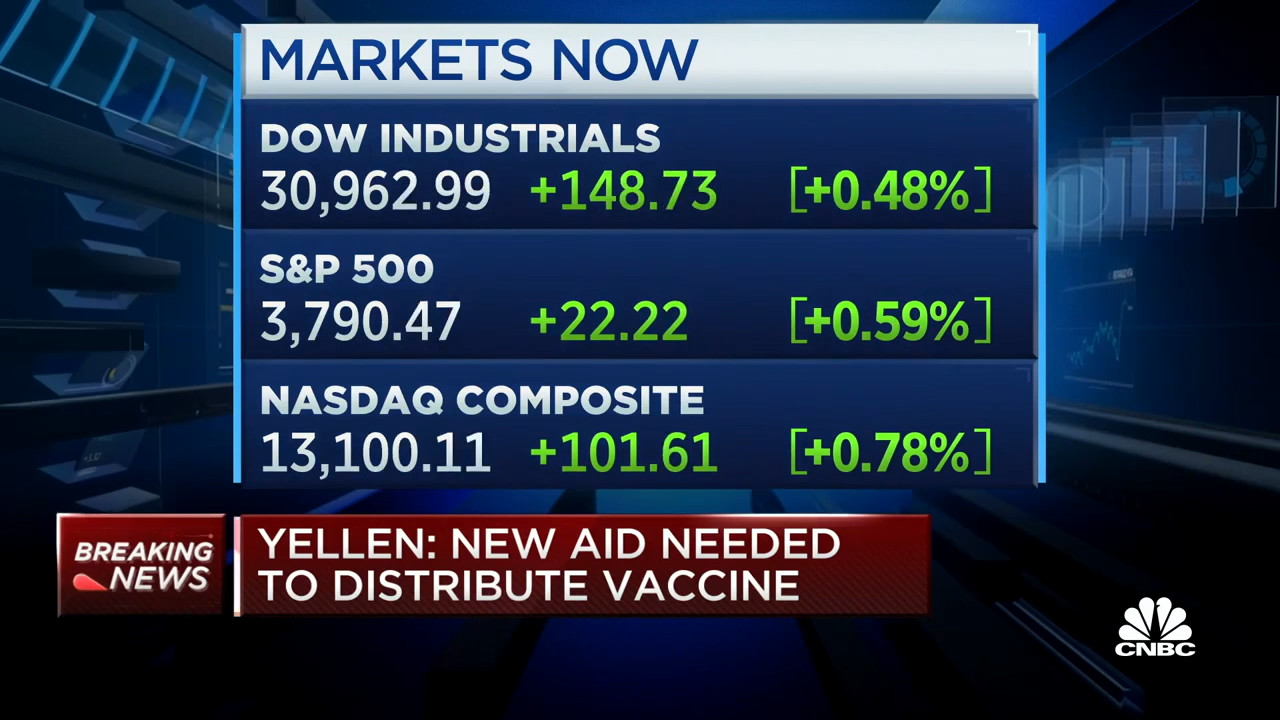 MARKETS NOW
DOW INDUSTRIALS
30,962.99 +148.73 [+0.48%]
S&P 500
3,790.47 +22.22 [+0.59%]
NASDAQ COMPOSITE
13,100.11 +101.61 [+0.78%]
BREAKING
NEWS
YELLEN: NEW AID NEEDED
TO DISTRIBUTE VACCINE
CNBC